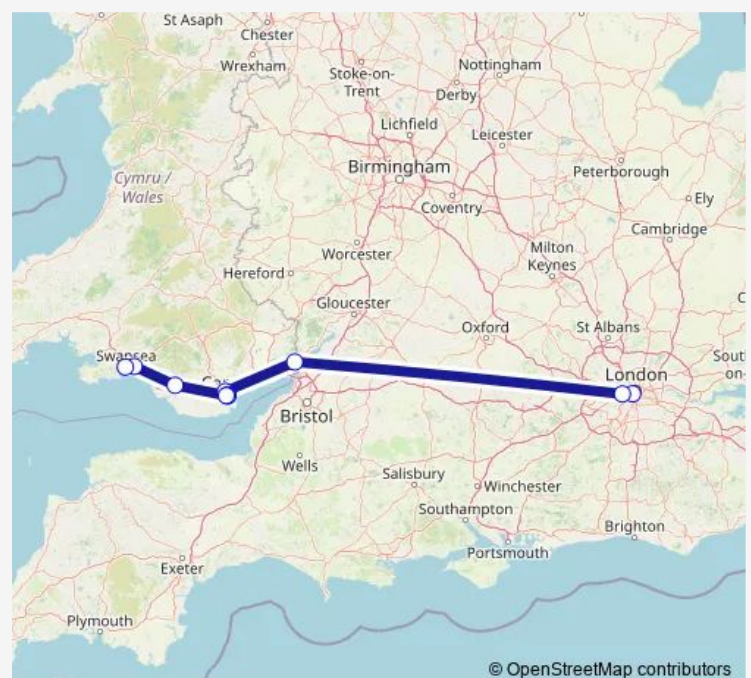 St Asaph
Chester
Wrexham
Stoke-on-
Trent
Nottingham
Derby
Lichfield
Leicester
Birmingham
Peterborough
Cymru /
Wales
Ely
Coventry
Cambridge
Worcester
Milton
Keynes
Hereford
Gloucester
Oxford
St Albans
Swansea
London
Bristol
Wells
Salisbury
Winchester
Southampton
Brighton
Portsmouth
Exeter
Plymouth
© OpenStreetMap contributors